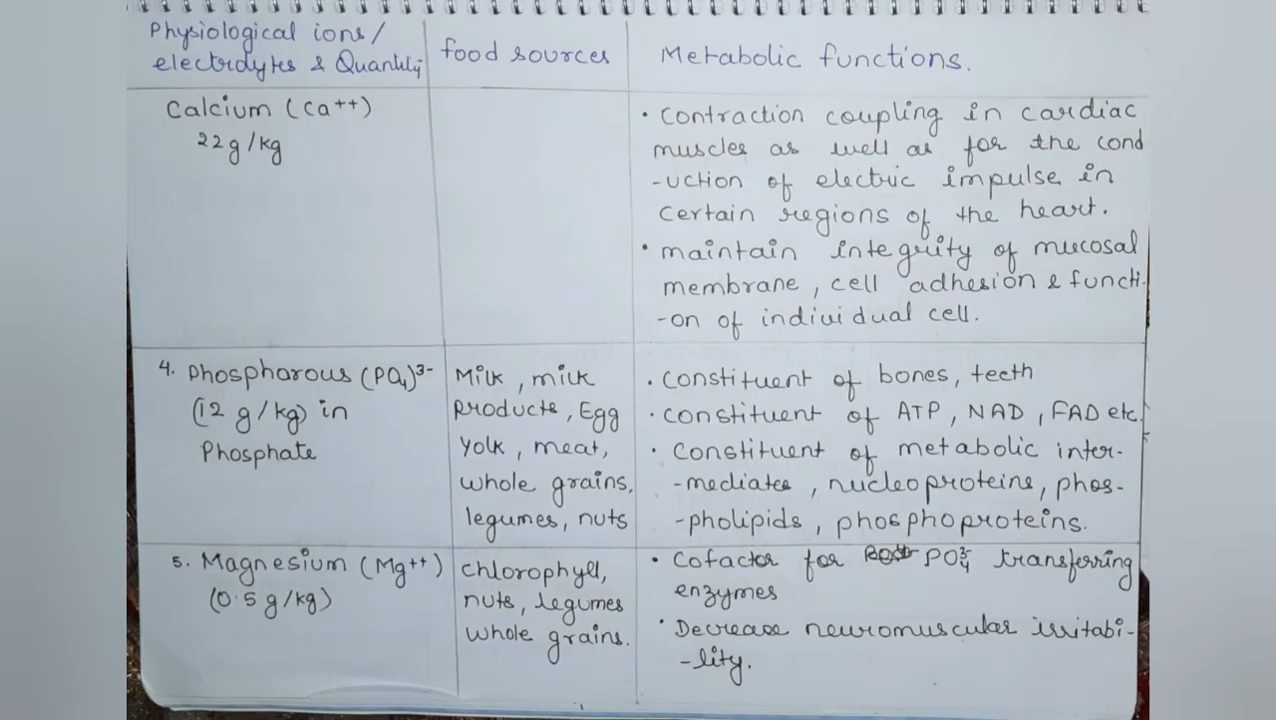 Physiological ions/
electrolytes & Quantity
food sources
Metabolic functions.
Calcium (Ca++)
22g/kg
• contraction coupling in cardiac
muscles as well as for the cond
-uction of electric impulse in
certain regions of the heart.
• maintain integrity of mucosal
membrane, cell adhesion & functi-
-on of individual cell.
4. Phospharous (PO4)3-
(12 g/kg) in
Phosphate
Milk, milk
products, Egg
yolk, meat,
whole grains,
legumes, nuts
• constituent of bones, teeth
• constituent of ATP, NAD, FAD etc
• Constituent of metabolic inter-
-mediates, nucleoproteins, phos-
-pholipids, phosphoproteins.
5. Magnesium (Mg++)
(0.5 g/kg)
chlorophyll,
nuts, legumes
whole grains.
• Cofactor for PO43- transferring
enzymes
• Decrease neuromuscular irritabi-
-lity.